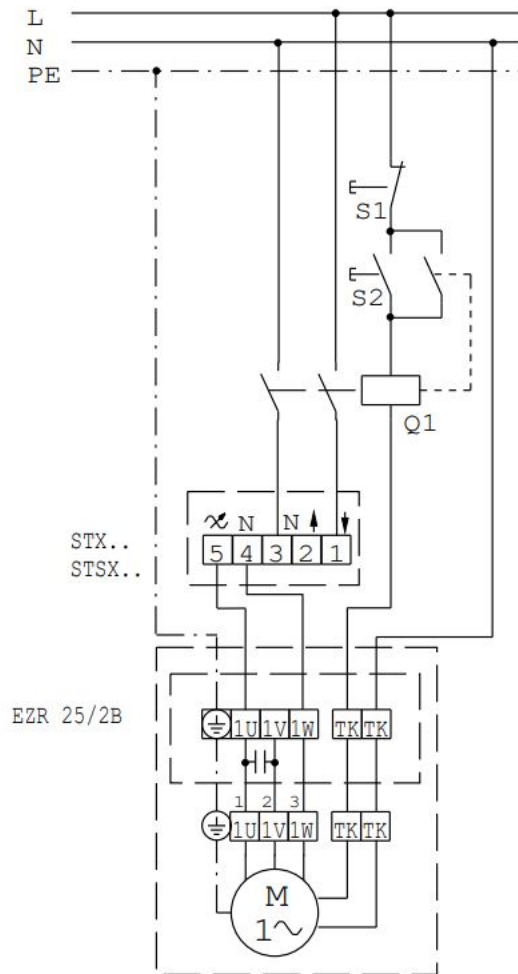 L
N
PE
S1
S2
Q1
N N
STX..
STSX..
5 4 3 2 1
EZR 25/2B
1U 1V 1W TK TK
1 2 3
1U 1V 1W TK TK
M
1~